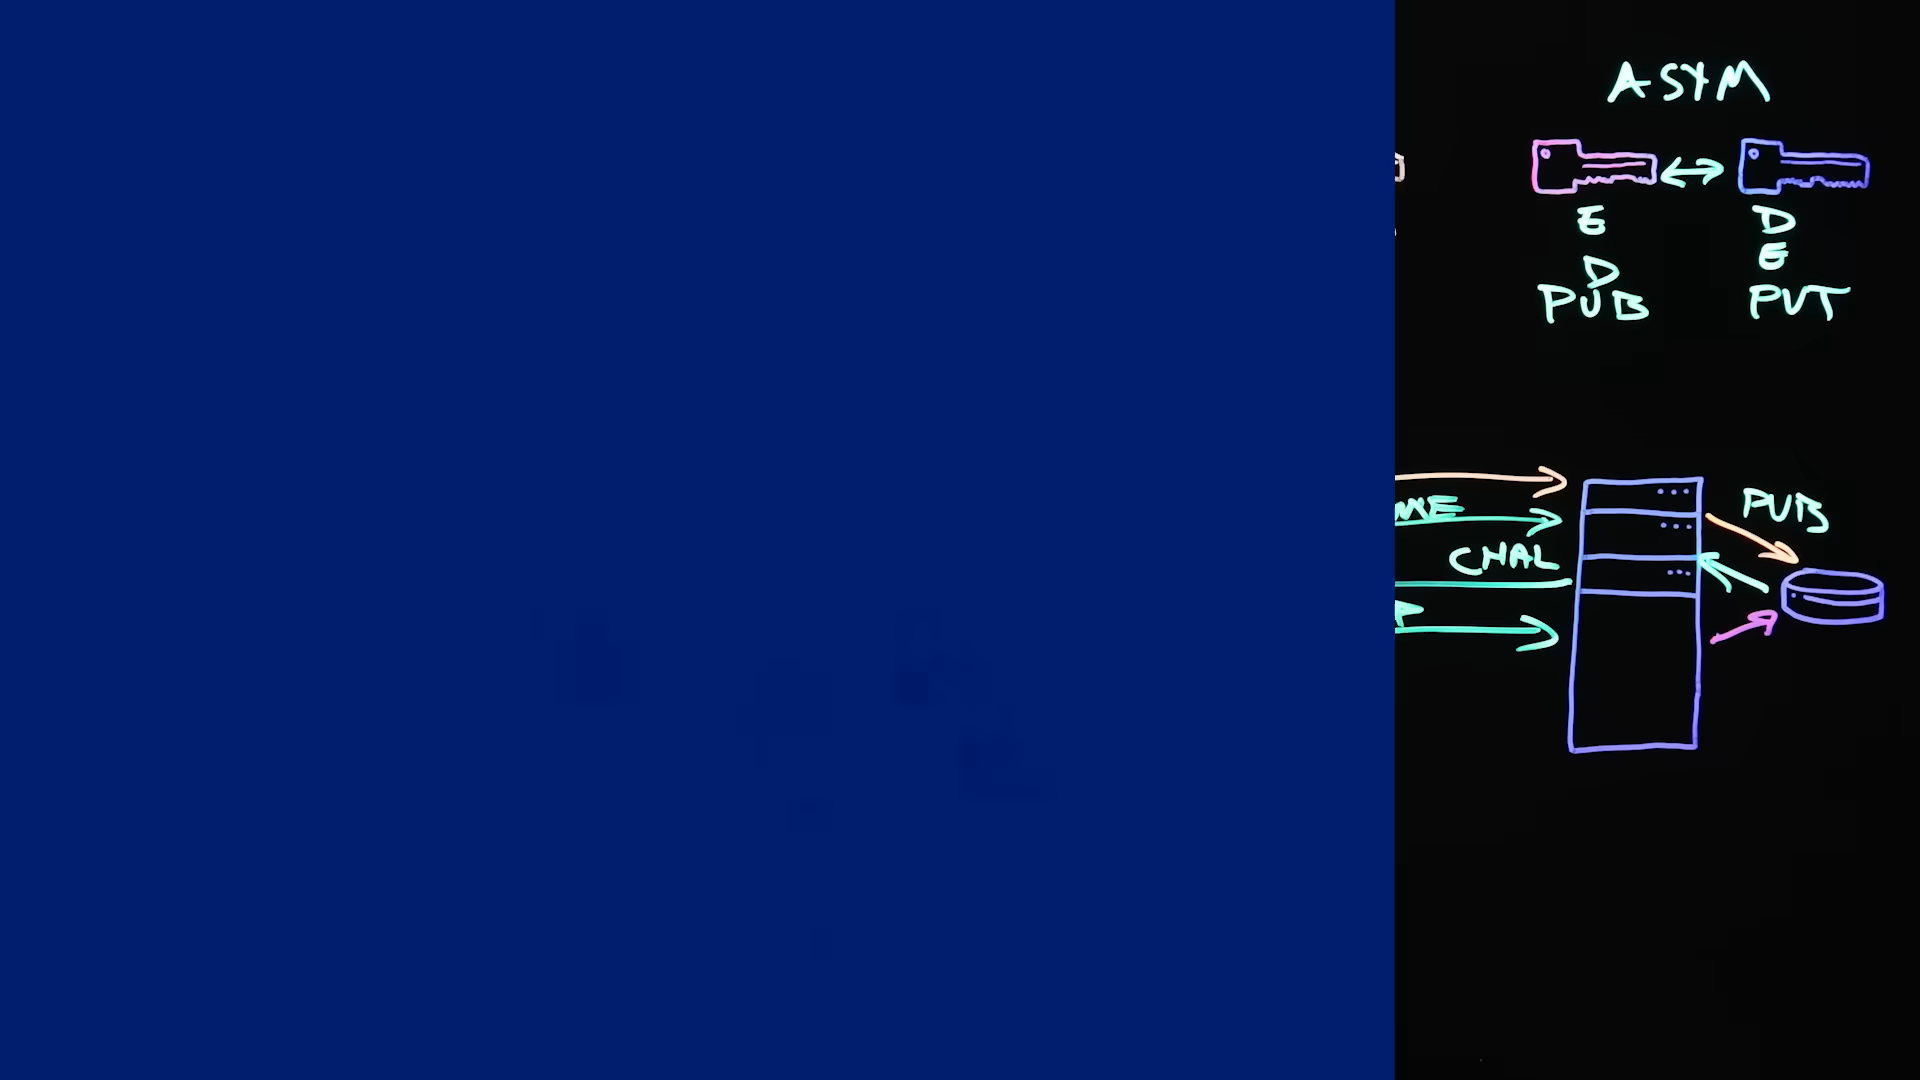 ASYM
E D
D E
PUB PVT
PUB
CHAL